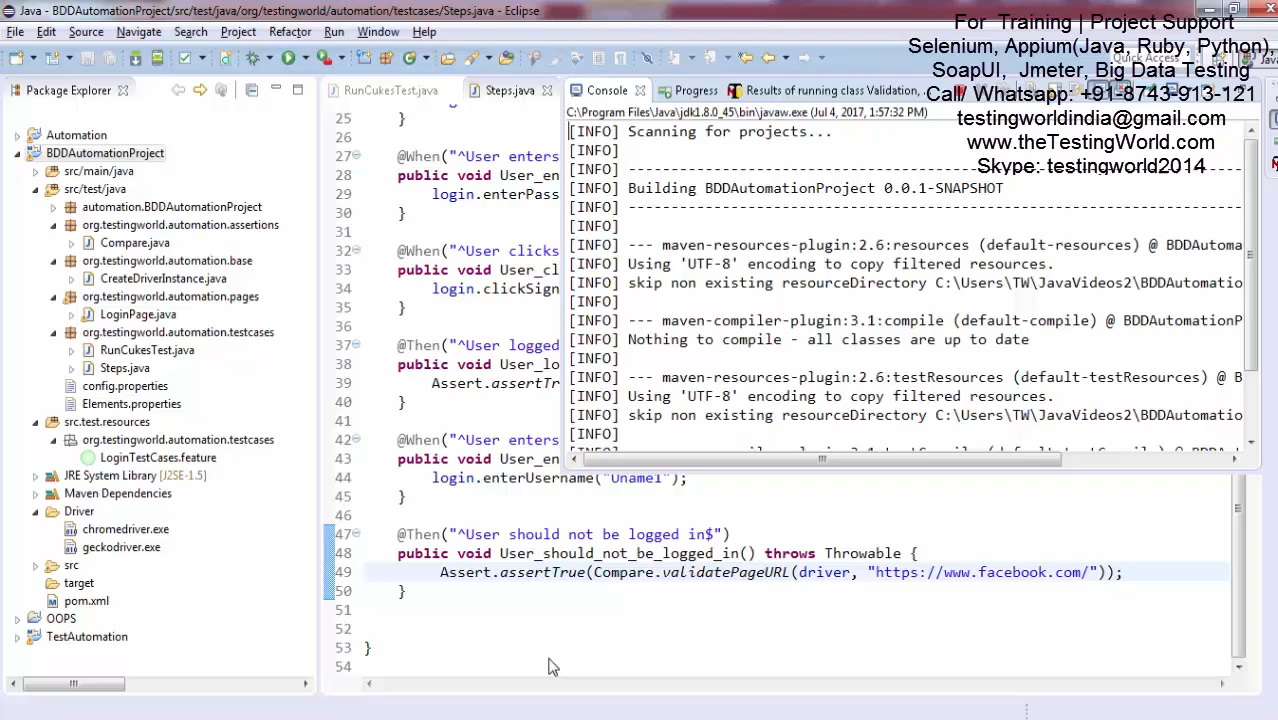 Java - BDDAutomationProject/src/test/java/org/testingworld/automation/testcases/Steps.java - Eclipse
For Training | Project Support
File Edit Source Navigate Search Project Refactor Run Window Help
Selenium, Appium(Java, Ruby, Python),
Quick Access
Java
SoapUI, Jmeter, Big Data Testing
Call/ Whatsapp: +91-8743-913-121
testingworldindia@gmail.com
www.theTestingWorld.com
Skype: testingworld2014
Package Explorer
Automation
BDDAutomationProject
src/main/java
src/test/java
automation.BDDAutomationProject
org.testingworld.automation.assertions
Compare.java
org.testingworld.automation.base
CreateDriverInstance.java
org.testingworld.automation.pages
LoginPage.java
org.testingworld.automation.testcases
RunCukesTest.java
Steps.java
config.properties
Elements.properties
src.test.resources
org.testingworld.automation.testcases
LoginTestCases.feature
JRE System Library [J2SE-1.5]
Maven Dependencies
Driver
chromedriver.exe
geckodriver.exe
src
target
pom.xml
OOPS
TestAutomation
RunCukesTest.java Steps.java
25 }
26
27 @When("^User enters
28 public void User_en
29 login.enterPass
30 }
31
32 @When("^User clicks
33 public void User_cl
34 login.clickSign
35 }
36
37 @Then("^User logged
38 public void User_lo
39 Assert.assertTr
40 }
41
42 @When("^User enters
43 public void User_en
44 login.enterUsername("Uname1");
45 }
46
47 @Then("^User should not be logged in$")
48 public void User_should_not_be_logged_in() throws Throwable {
49 Assert.assertTrue(Compare.validatePageURL(driver, "https://www.facebook.com/"));
50 }
51
52
53 }
54
Console Progress Results of running class Validation,
C:\Program Files\Java\jdk1.8.0_45\bin\javaw.exe (Jul 4, 2017, 1:57:32 PM)
[INFO] Scanning for projects...
[INFO]
[INFO] ------------------------------------------------------------------------
[INFO] Building BDDAutomationProject 0.0.1-SNAPSHOT
[INFO] ------------------------------------------------------------------------
[INFO]
[INFO] --- maven-resources-plugin:2.6:resources (default-resources) @ BDDAutoma
[INFO] Using 'UTF-8' encoding to copy filtered resources.
[INFO] skip non existing resourceDirectory C:\Users\TW\JavaVideos2\BDDAutomatio
[INFO]
[INFO] --- maven-compiler-plugin:3.1:compile (default-compile) @ BDDAutomationP
[INFO] Nothing to compile - all classes are up to date
[INFO]
[INFO] --- maven-resources-plugin:2.6:testResources (default-testResources) @ B
[INFO] Using 'UTF-8' encoding to copy filtered resources.
[INFO] skip non existing resourceDirectory C:\Users\TW\JavaVideos2\BDDAutomatio
[INFO]